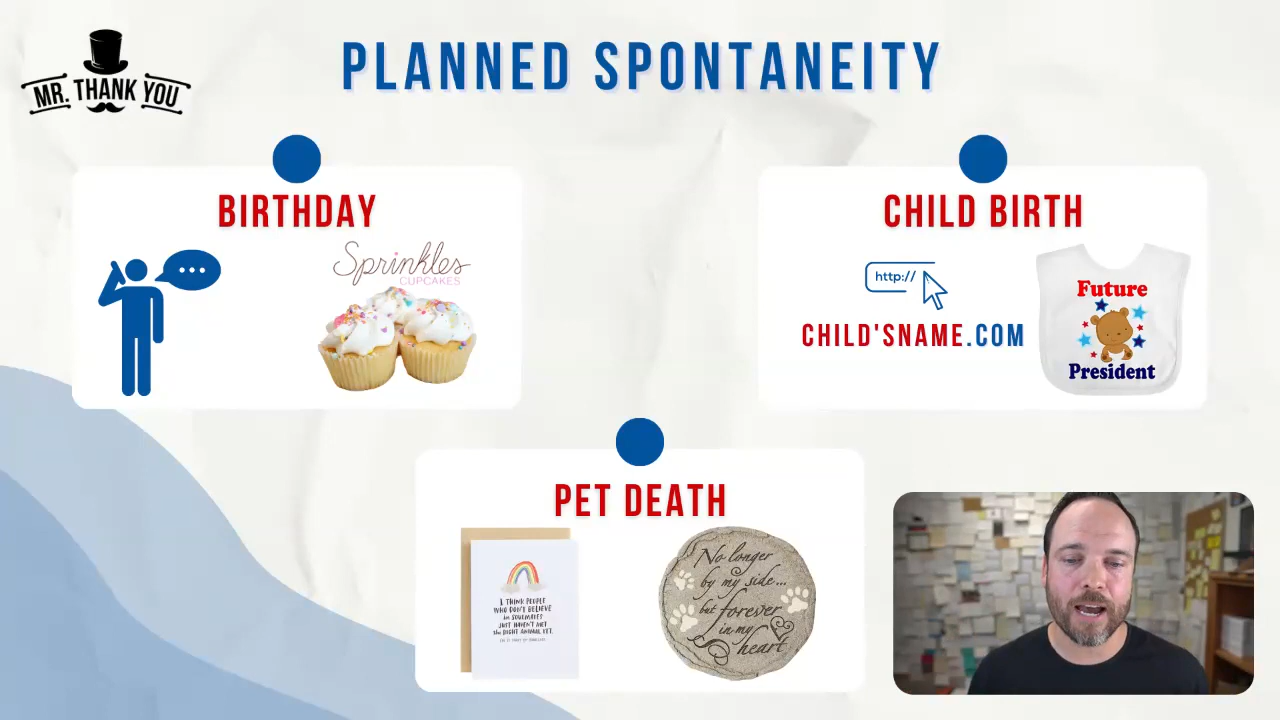 MR. THANK YOU
PLANNED SPONTANEITY
BIRTHDAY
Sprinkles
CUPCAKES
CHILD BIRTH
http://
CHILD'SNAME.COM
Future
President
PET DEATH
I THINK PEOPLE
WHO DON'T BELIEVE
in SOULMATES
JUST HAVEN'T MET
the RIGHT ANIMAL YET.
No longer
by my side...
but forever
in my
heart